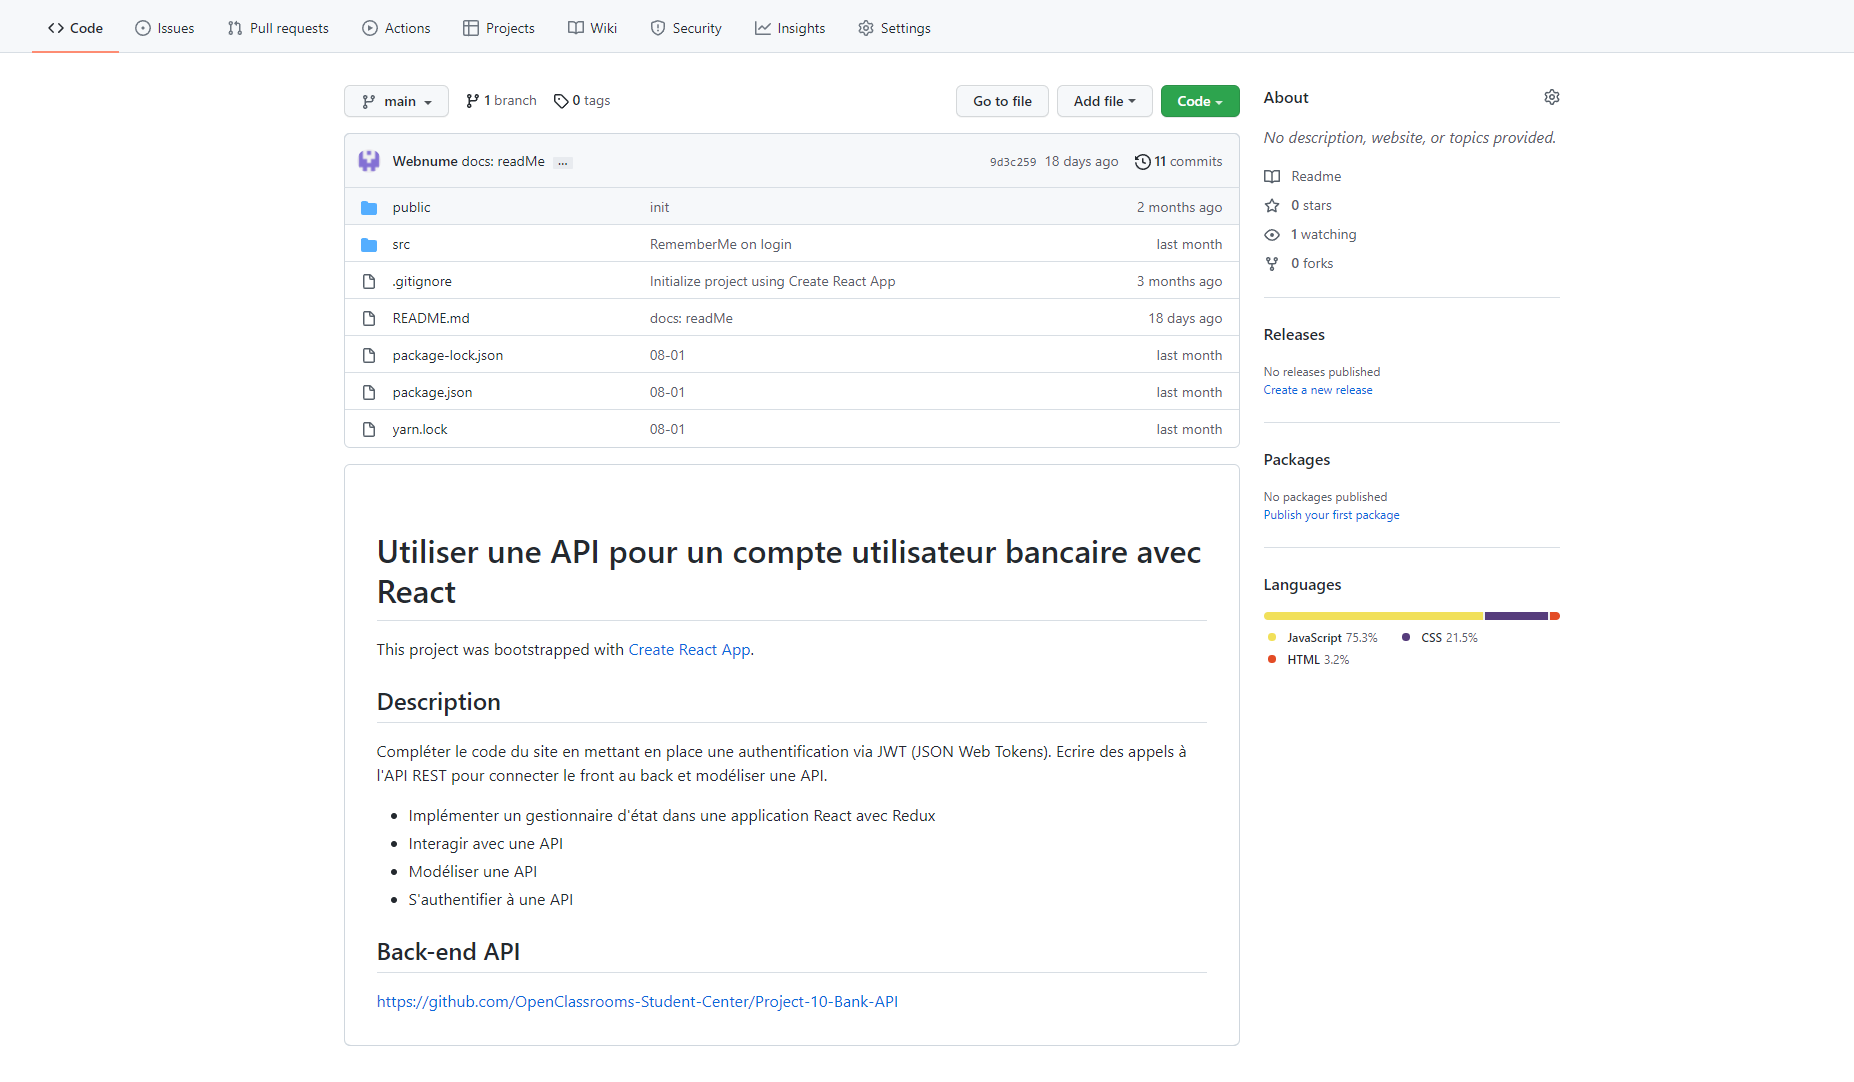 Code Issues Pull requests Actions Projects Wiki Security Insights Settings
main 1 branch 0 tags Go to file Add file Code
Webnume docs: readMe ... 9d3c259 18 days ago 11 commits
public init 2 months ago
src RememberMe on login last month
.gitignore Initialize project using Create React App 3 months ago
README.md docs: readMe 18 days ago
package-lock.json 08-01 last month
package.json 08-01 last month
yarn.lock 08-01 last month
Utiliser une API pour un compte utilisateur bancaire avec
React
This project was bootstrapped with Create React App.
Description
Compléter le code du site en mettant en place une authentification via JWT (JSON Web Tokens). Ecrire des appels à
l'API REST pour connecter le front au back et modéliser une API.
• Implémenter un gestionnaire d'état dans une application React avec Redux
• Interagir avec une API
• Modéliser une API
• S'authentifier à une API
Back-end API
https://github.com/OpenClassrooms-Student-Center/Project-10-Bank-API
About
No description, website, or topics provided.
Readme
0 stars
1 watching
0 forks
Releases
No releases published
Create a new release
Packages
No packages published
Publish your first package
Languages
JavaScript 75.3% CSS 21.5%
HTML 3.2%